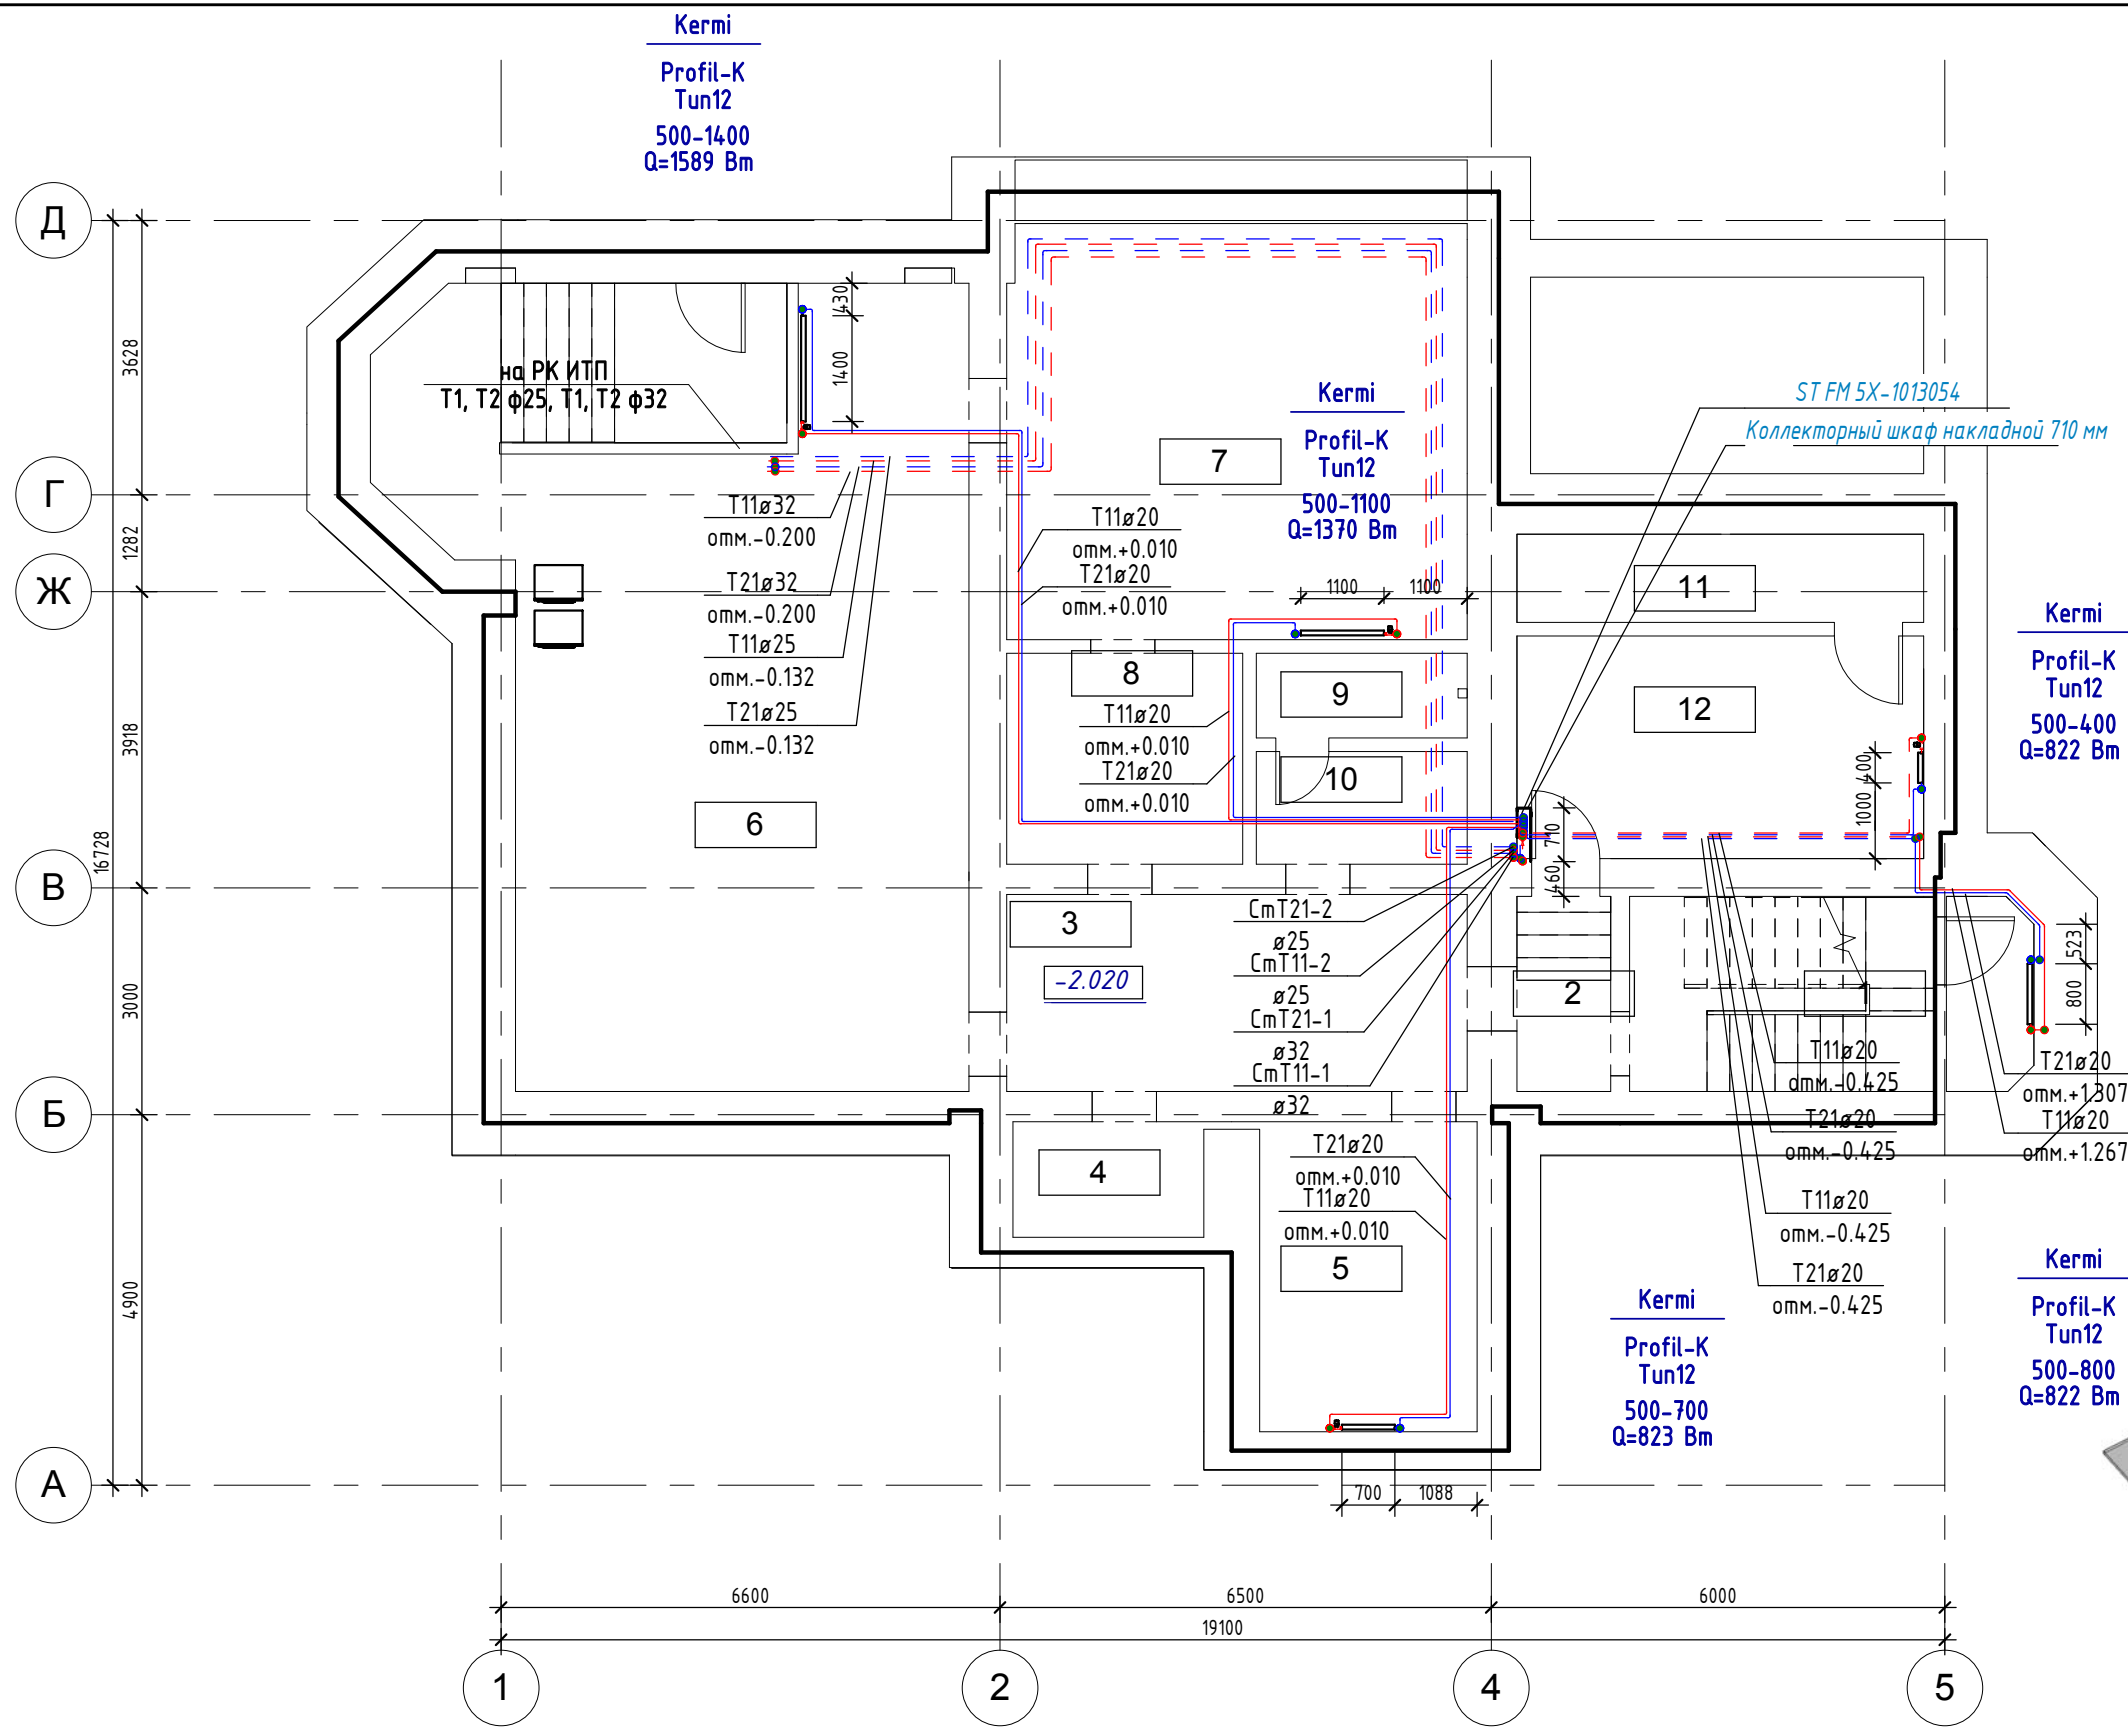 Kermi
Profil-K
Тип12
500-1400
Q=1589 Вт
Д
на РК ИТП
Т1, Т2 ф25, Т1, Т2 ф32
430
1400
3628
Kermi
Profil-K
Тип12
500-1100
Q=1370 Вт
7
ST FM 5X-1013054
Коллекторный шкаф накладной 710 мм
Г
Т11ø32
отм.-0.200
Т21ø32
отм.-0.200
Т11ø25
отм.-0.132
Т21ø25
отм.-0.132
Т11ø20
отм.+0.010
Т21ø20
отм.+0.010
1282
Ж
1100
1100
11
Kermi
Profil-K
Тип12
500-400
Q=822 Вт
8
9
12
Т11ø20
отм.+0.010
Т21ø20
отм.+0.010
10
3918
16728
6
400
1000
710
460
В
3
-2.020
СтТ21-2
ø25
СтТ11-2
ø25
СтТ21-1
ø32
СтТ11-1
ø32
2
1
523
800
3000
Т11ø20
отм.-0.425
Т21ø20
отм.-0.425
Т11ø20
отм.-0.425
Т21ø20
отм.-0.425
Т21ø20
отм.+1.307
Т11ø20
отм.+1.267
Б
4
Т21ø20
отм.+0.010
Т11ø20
отм.+0.010
5
4900
Kermi
Profil-K
Тип12
500-700
Q=823 Вт
Kermi
Profil-K
Тип12
500-800
Q=822 Вт
А
700
1088
6600
6500
6000
19100
1
2
4
5